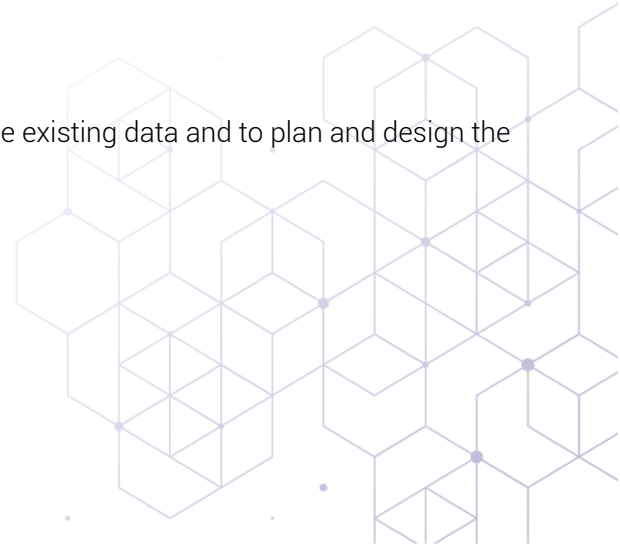 e existing data and to plan and design the